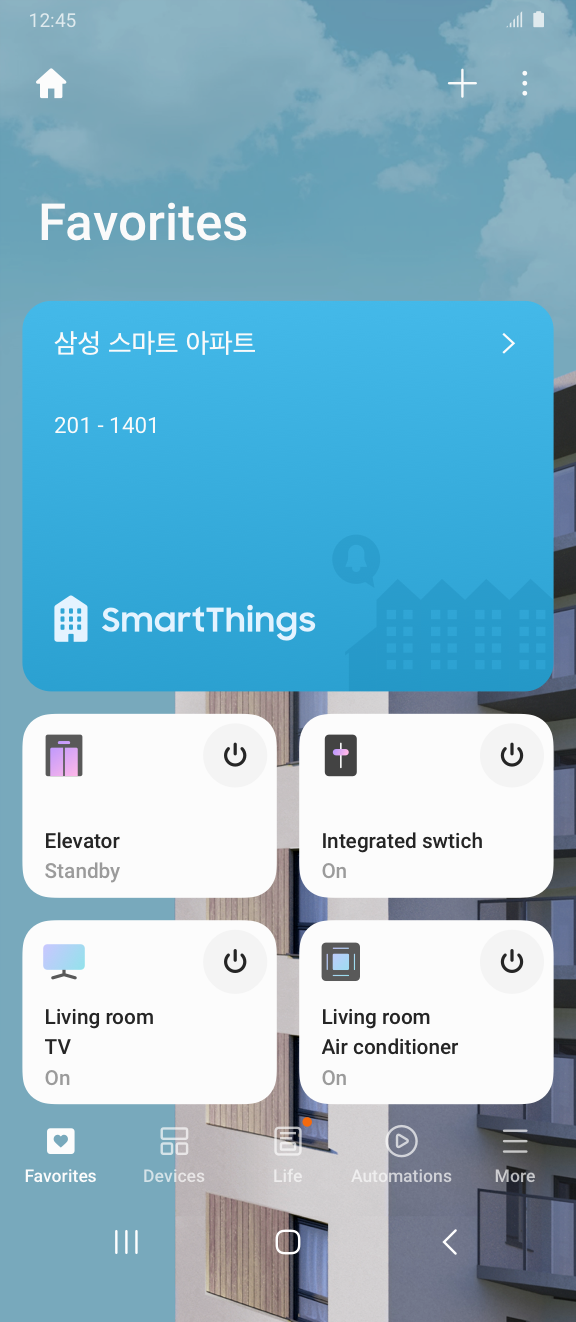 12:45
Favorites
삼성 스마트 아파트
201 - 1401
SmartThings
Elevator
Standby
Integrated swtich
On
Living room
TV
On
Living room
Air conditioner
On
Favorites
Devices
Life
Automations
More